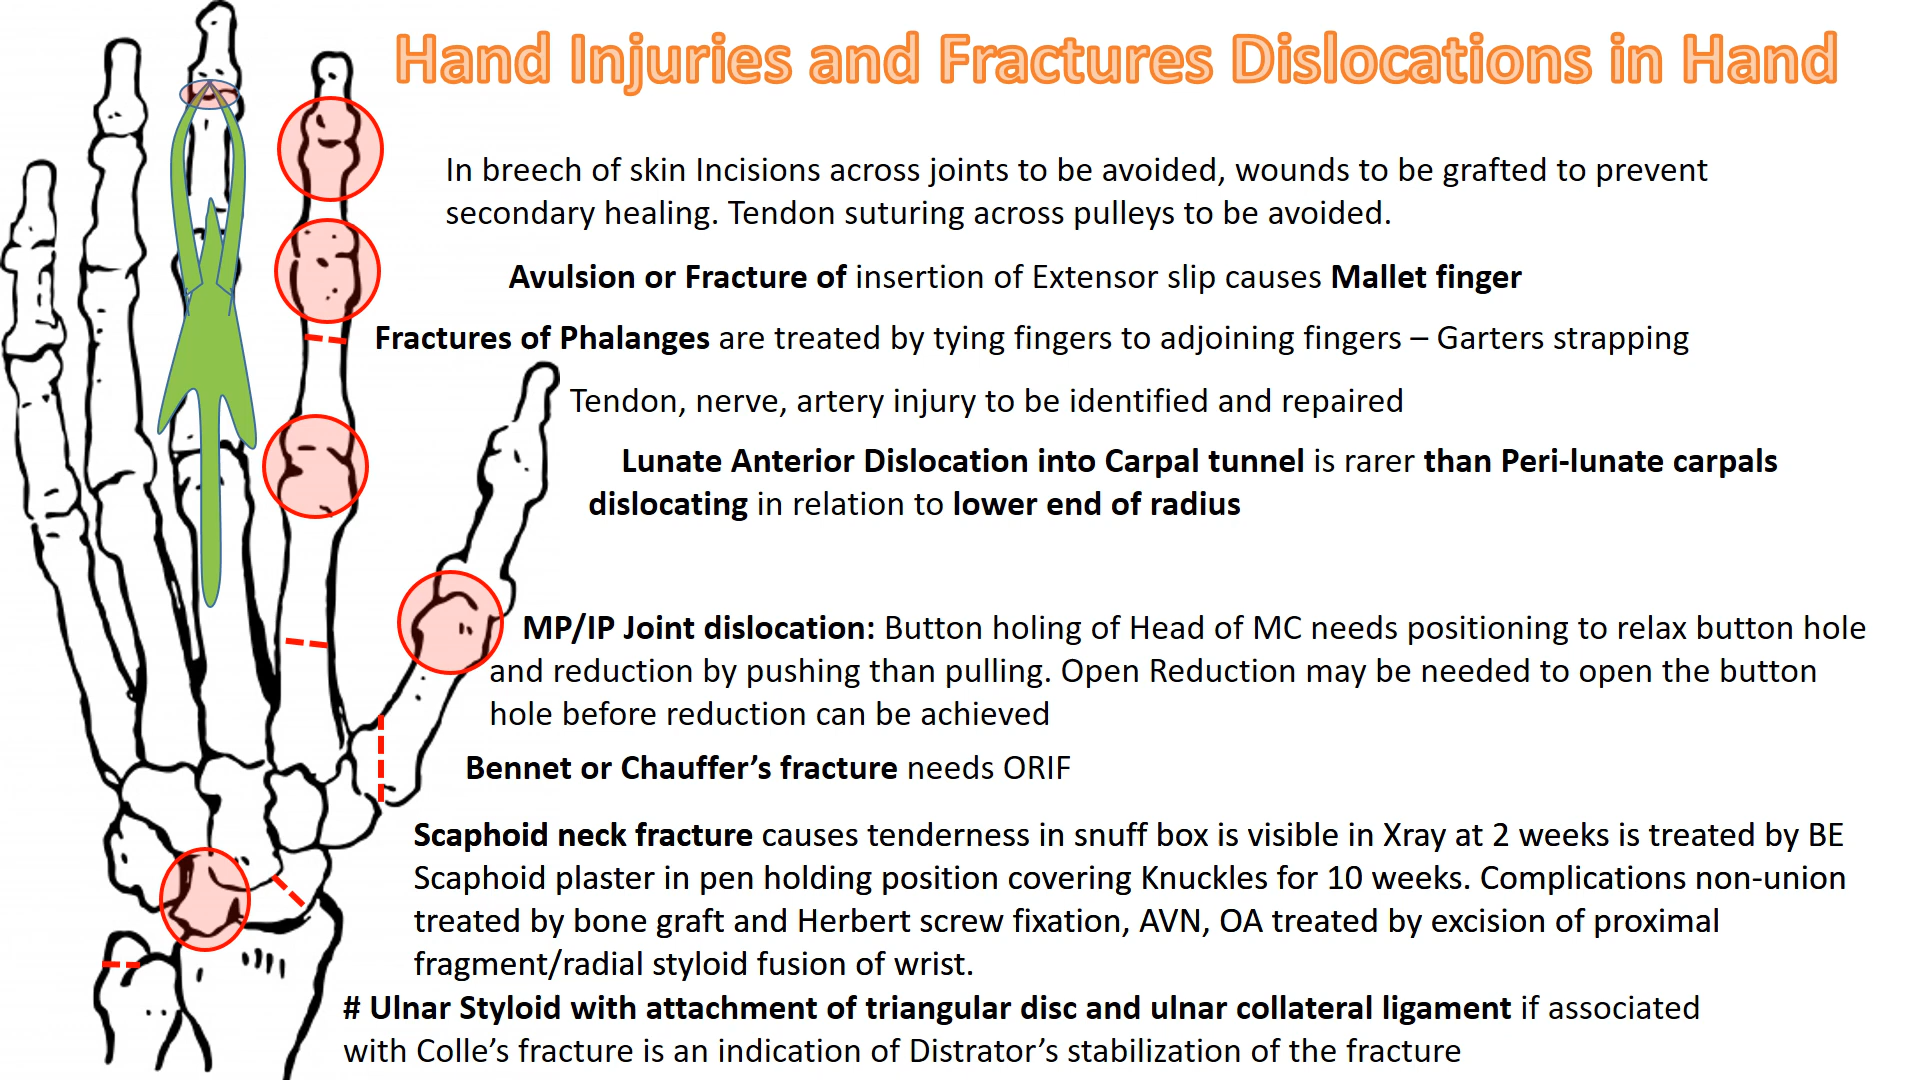 Hand Injuries and Fractures Dislocations in Hand
In breech of skin Incisions across joints to be avoided, wounds to be grafted to prevent
secondary healing. Tendon suturing across pulleys to be avoided.
Avulsion or Fracture of insertion of Extensor slip causes Mallet finger
Fractures of Phalanges are treated by tying fingers to adjoining fingers – Garters strapping
Tendon, nerve, artery injury to be identified and repaired
Lunate Anterior Dislocation into Carpal tunnel is rarer than Peri-lunate carpals
dislocating in relation to lower end of radius
MP/IP Joint dislocation: Button holing of Head of MC needs positioning to relax button hole
and reduction by pushing than pulling. Open Reduction may be needed to open the button
hole before reduction can be achieved
Bennet or Chauffer’s fracture needs ORIF
Scaphoid neck fracture causes tenderness in snuff box is visible in Xray at 2 weeks is treated by BE
Scaphoid plaster in pen holding position covering Knuckles for 10 weeks. Complications non-union
treated by bone graft and Herbert screw fixation, AVN, OA treated by excision of proximal
fragment/radial styloid fusion of wrist.
# Ulnar Styloid with attachment of triangular disc and ulnar collateral ligament if associated
with Colle’s fracture is an indication of Distrator’s stabilization of the fracture